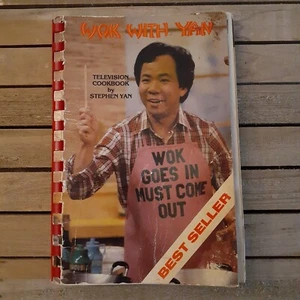 WOK WITH YAN
TELEVISION
COOKBOOK
by
STEPHEN YAN
WOK
GOES IN
MUST COME
OUT
BEST SELLER